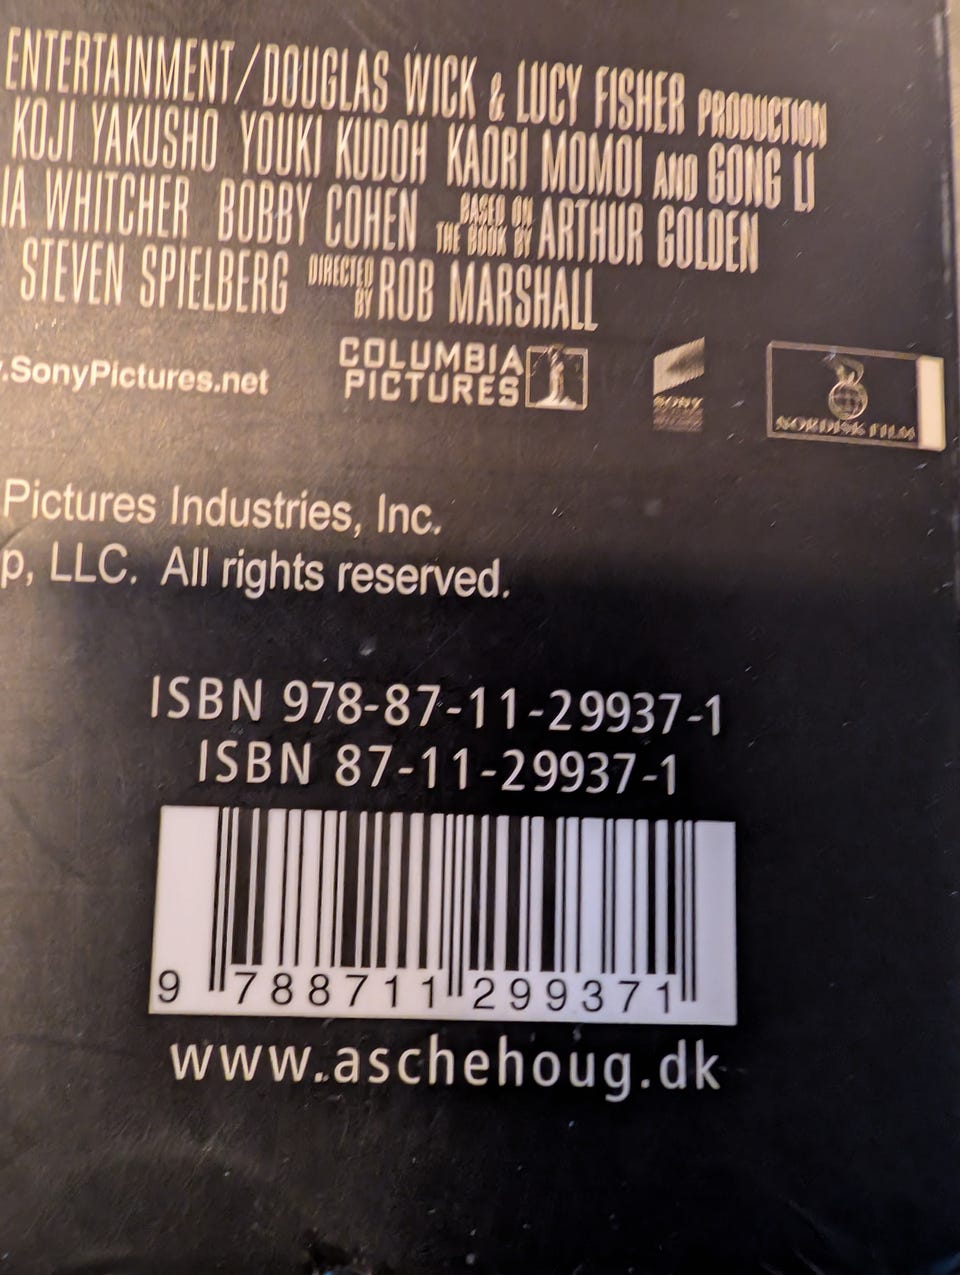 ENTERTAINMENT/DOUGLAS WICK & LUCY FISHER PRODUCTION
KOJI YAKUSHO YOUKI KUDOH KAORI MOMOI AND GONG LI
IA WHITCHER BOBBY COHEN BASED ON THE BOOK BY ARTHUR GOLDEN
STEVEN SPIELBERG DIRECTED BY ROB MARSHALL
.SonyPictures.net
COLUMBIA
PICTURES
SONY
NORDISK FILM
Pictures Industries, Inc.
p, LLC. All rights reserved.
ISBN 978-87-11-29937-1
ISBN 87-11-29937-1
9 788711 299371
www.aschehoug.dk